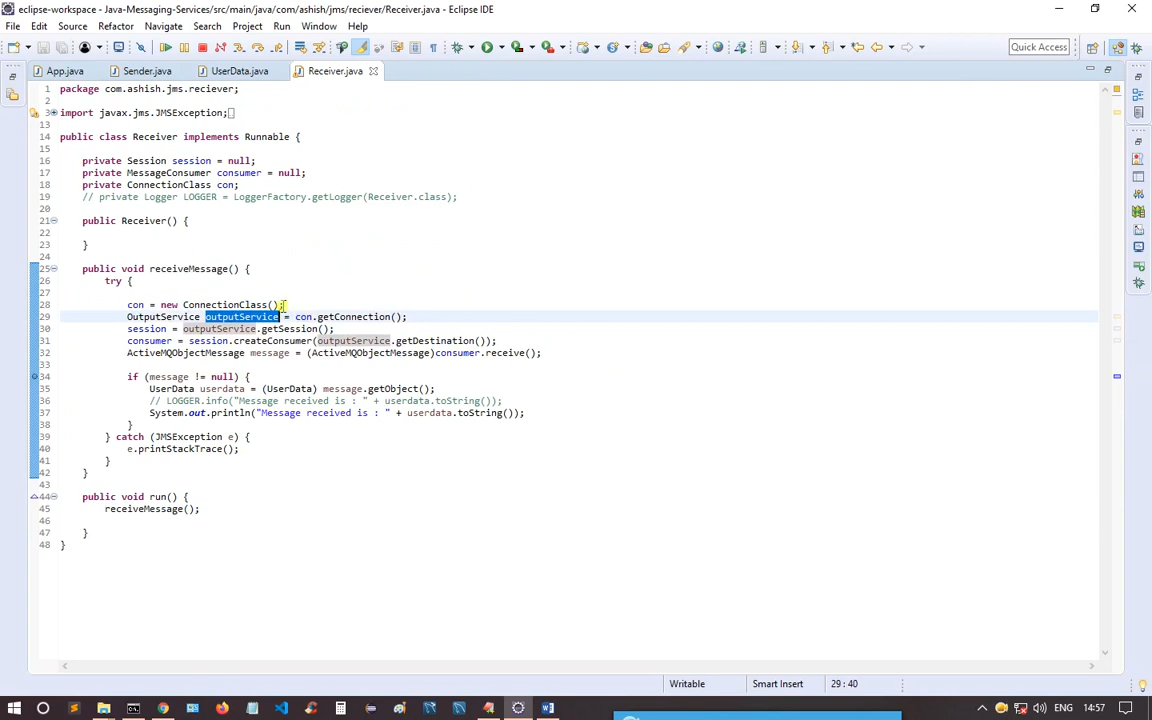 eclipse-workspace - Java-Messaging-Services/src/main/java/com/ashish/jms/reciever/Receiver.java - Eclipse IDE
File Edit Source Refactor Navigate Search Project Run Window Help
Quick Access
App.java Sender.java UserData.java Receiver.java
1 package com.ashish.jms.reciever;
2
3 import javax.jms.JMSException;
13
14 public class Receiver implements Runnable {
15
16 private Session session = null;
17 private MessageConsumer consumer = null;
18 private ConnectionClass con;
19 // private Logger LOGGER = LoggerFactory.getLogger(Receiver.class);
20
21 public Receiver() {
22
23 }
24
25 public void receiveMessage() {
26 try {
27
28 con = new ConnectionClass();
29 OutputService outputService = con.getConnection();
30 session = outputService.getSession();
31 consumer = session.createConsumer(outputService.getDestination());
32 ActiveMQObjectMessage message = (ActiveMQObjectMessage)consumer.receive();
33
34 if (message != null) {
35 UserData userdata = (UserData) message.getObject();
36 // LOGGER.info("Message received is : " + userdata.toString());
37 System.out.println("Message received is : " + userdata.toString());
38 }
39 } catch (JMSException e) {
40 e.printStackTrace();
41 }
42 }
43
44 public void run() {
45 receiveMessage();
46
47 }
48 }
Writable Smart Insert 29 : 40
ENG 14:57